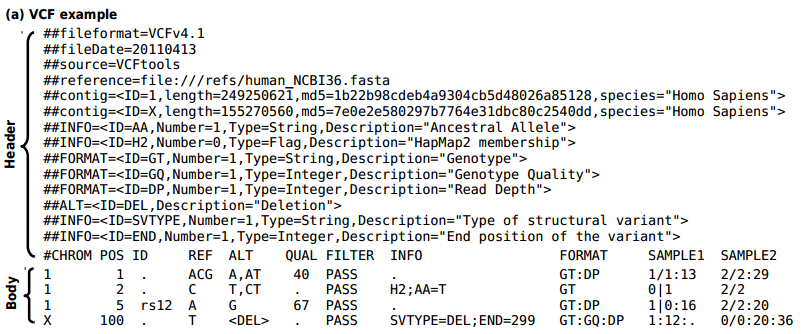 (a) VCF example
##fileformat=VCFv4.1
##fileDate=20110413
##source=VCFtools
##reference=file:///refs/human_NCBI36.fasta
##contig=<ID=1,length=249250621,md5=1b22b98cdeb4a9304cb5d48026a85128,species="Homo Sapiens">
##contig=<ID=X,length=155270560,md5=7e0e2e580297b7764e31dbc80c2540dd,species="Homo Sapiens">
##INFO=<ID=AA,Number=1,Type=String,Description="Ancestral Allele">
##INFO=<ID=H2,Number=0,Type=Flag,Description="HapMap2 membership">
##FORMAT=<ID=GT,Number=1,Type=String,Description="Genotype">
##FORMAT=<ID=GQ,Number=1,Type=Integer,Description="Genotype Quality">
##FORMAT=<ID=DP,Number=1,Type=Integer,Description="Read Depth">
##ALT=<ID=DEL,Description="Deletion">
##INFO=<ID=SVTYPE,Number=1,Type=String,Description="Type of structural variant">
##INFO=<ID=END,Number=1,Type=Integer,Description="End position of the variant">
Header
#CHROM POS ID REF ALT QUAL FILTER INFO FORMAT SAMPLE1 SAMPLE2
1 1 . ACG A,AT 40 PASS . GT:DP 1/1:13 2/2:29
1 2 . C T,CT . PASS H2;AA=T GT 0|1 2/2
1 5 rs12 A G 67 PASS . GT:DP 1|0:16 2/2:20
X 100 . T <DEL> . PASS SVTYPE=DEL;END=299 GT:GQ:DP 1:12:. 0/0:20:36
Body